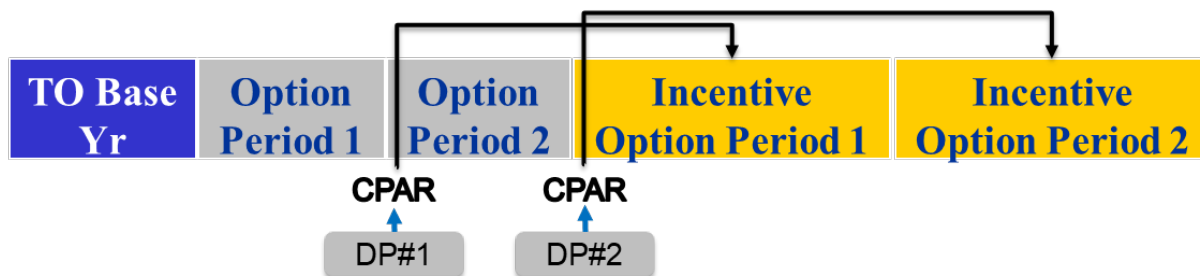 TO Base
Yr
Option
Period 1
Option
Period 2
Incentive
Option Period 1
Incentive
Option Period 2
CPAR
CPAR
DP#1
DP#2